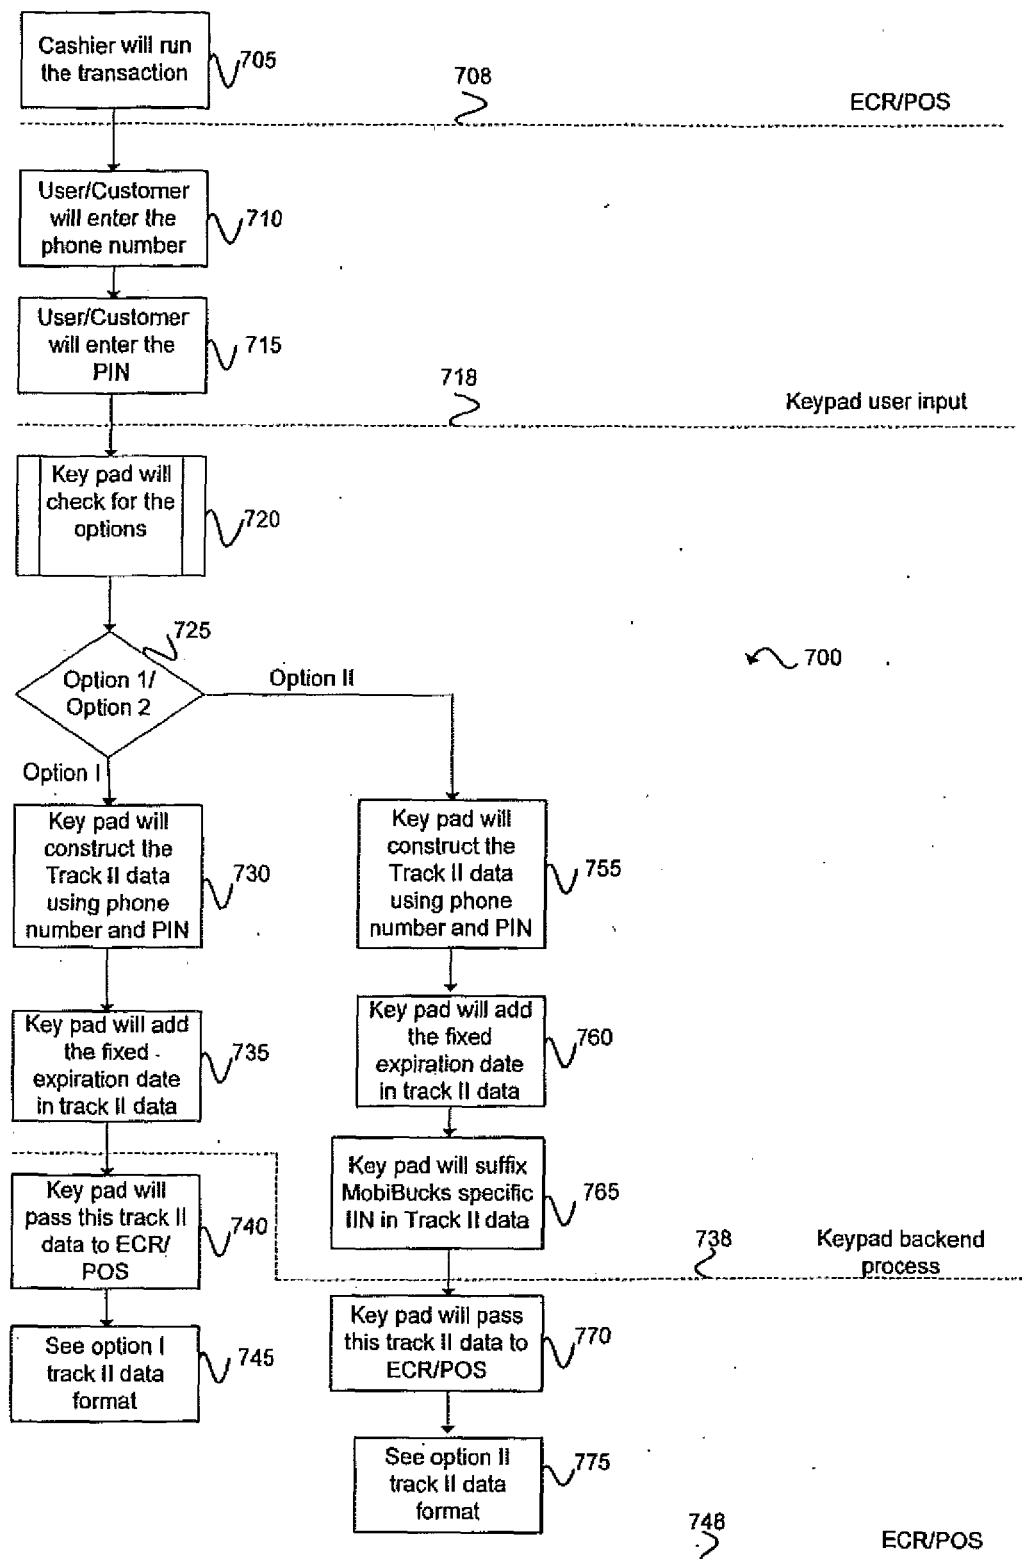 Cashier will run
the transaction
705
708
ECR/POS
User/Customer
will enter the
phone number
710
User/Customer
will enter the
PIN
715
718
Keypad user input
Key pad will
check for the
options
720
725
Option 1/
Option 2
Option II
700
Option I
Key pad will
construct the
Track II data
using phone
number and PIN
730
Key pad will
construct the
Track II data
using phone
number and PIN
755
Key pad will add
the fixed
expiration date
in track II data
735
Key pad will add
the fixed
expiration date
in track II data
760
Key pad will
pass this track II
data to ECR/
POS
740
Key pad will suffix
MobiBucks specific
IIN in Track II data
765
738
Keypad backend
process
See option I
track II data
format
745
Key pad will pass
this track II data to
ECR/POS
770
See option II
track II data
format
775
746
ECR/POS